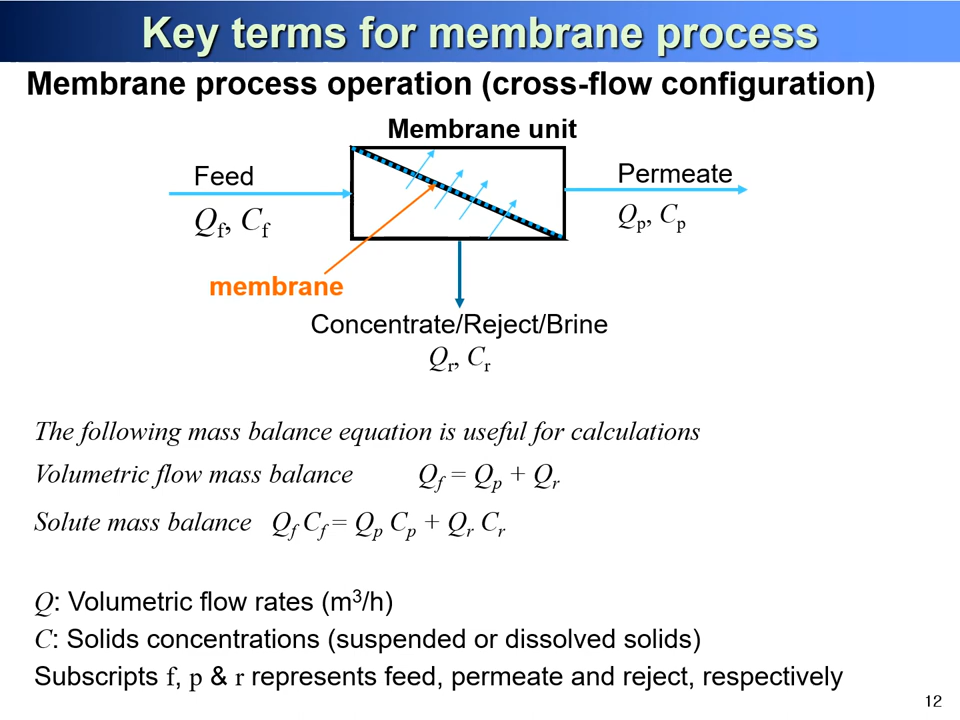 Key terms for membrane process
Membrane process operation (cross-flow configuration)
Membrane unit
Feed
Permeate
Qf, Cf
Qp, Cp
membrane
Concentrate/Reject/Brine
Qr, Cr
The following mass balance equation is useful for calculations
Volumetric flow mass balance Qf = Qp + Qr
Solute mass balance Qf Cf = Qp Cp + Qr Cr
Q: Volumetric flow rates (m³/h)
C: Solids concentrations (suspended or dissolved solids)
Subscripts f, p & r represents feed, permeate and reject, respectively
12